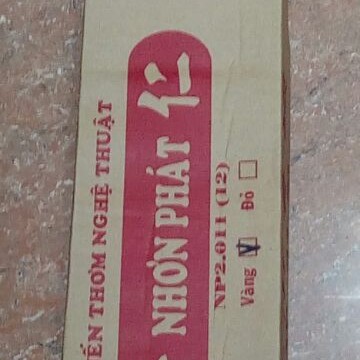 ẾN THƠM NGHỆ THUẬT
NHƠN PHÁT 仁
NP2.011 (12)
Vàng Đỏ